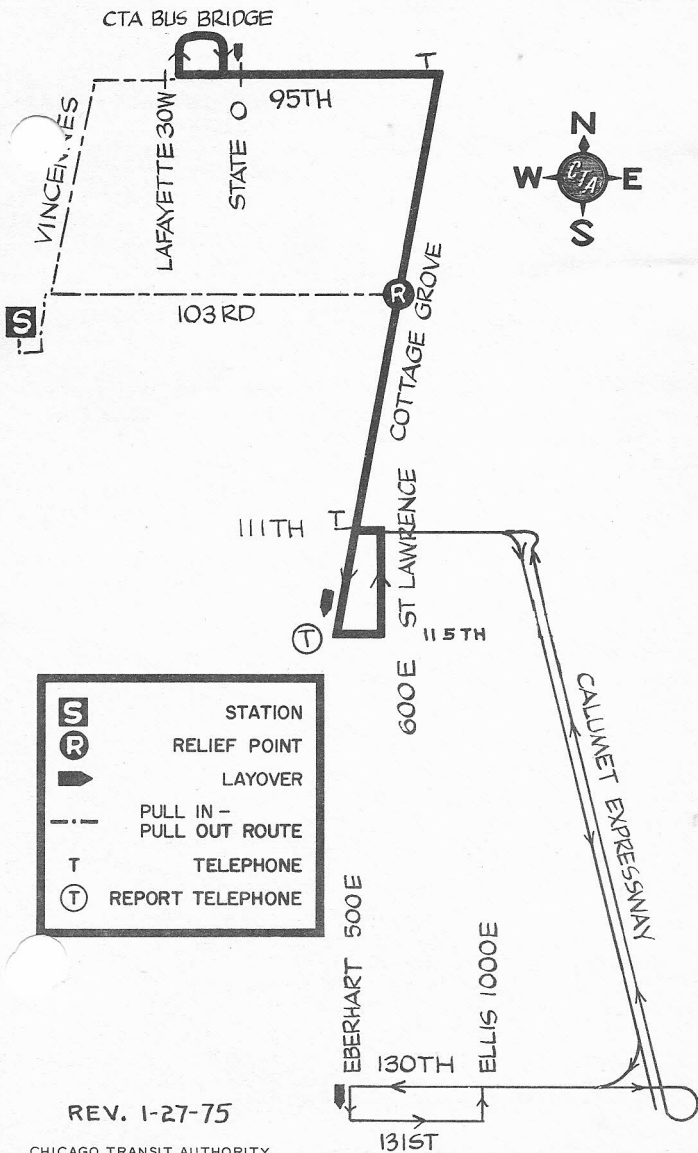 CTA BUS BRIDGE
T
95TH
VINCENNES
LAFAYETTE 30W
STATE 0
N
W CTA E
S
R
S
103RD
COTTAGE GROVE
111TH
T
ST LAWRENCE
600E
T
115TH
CALUMET EXPRESSWAY
S STATION
R RELIEF POINT
LAYOVER
PULL IN -
PULL OUT ROUTE
T TELEPHONE
T REPORT TELEPHONE
EBERHART 500E
ELLIS 1000E
130TH
131ST
REV. 1-27-75
CHICAGO TRANSIT AUTHORITY